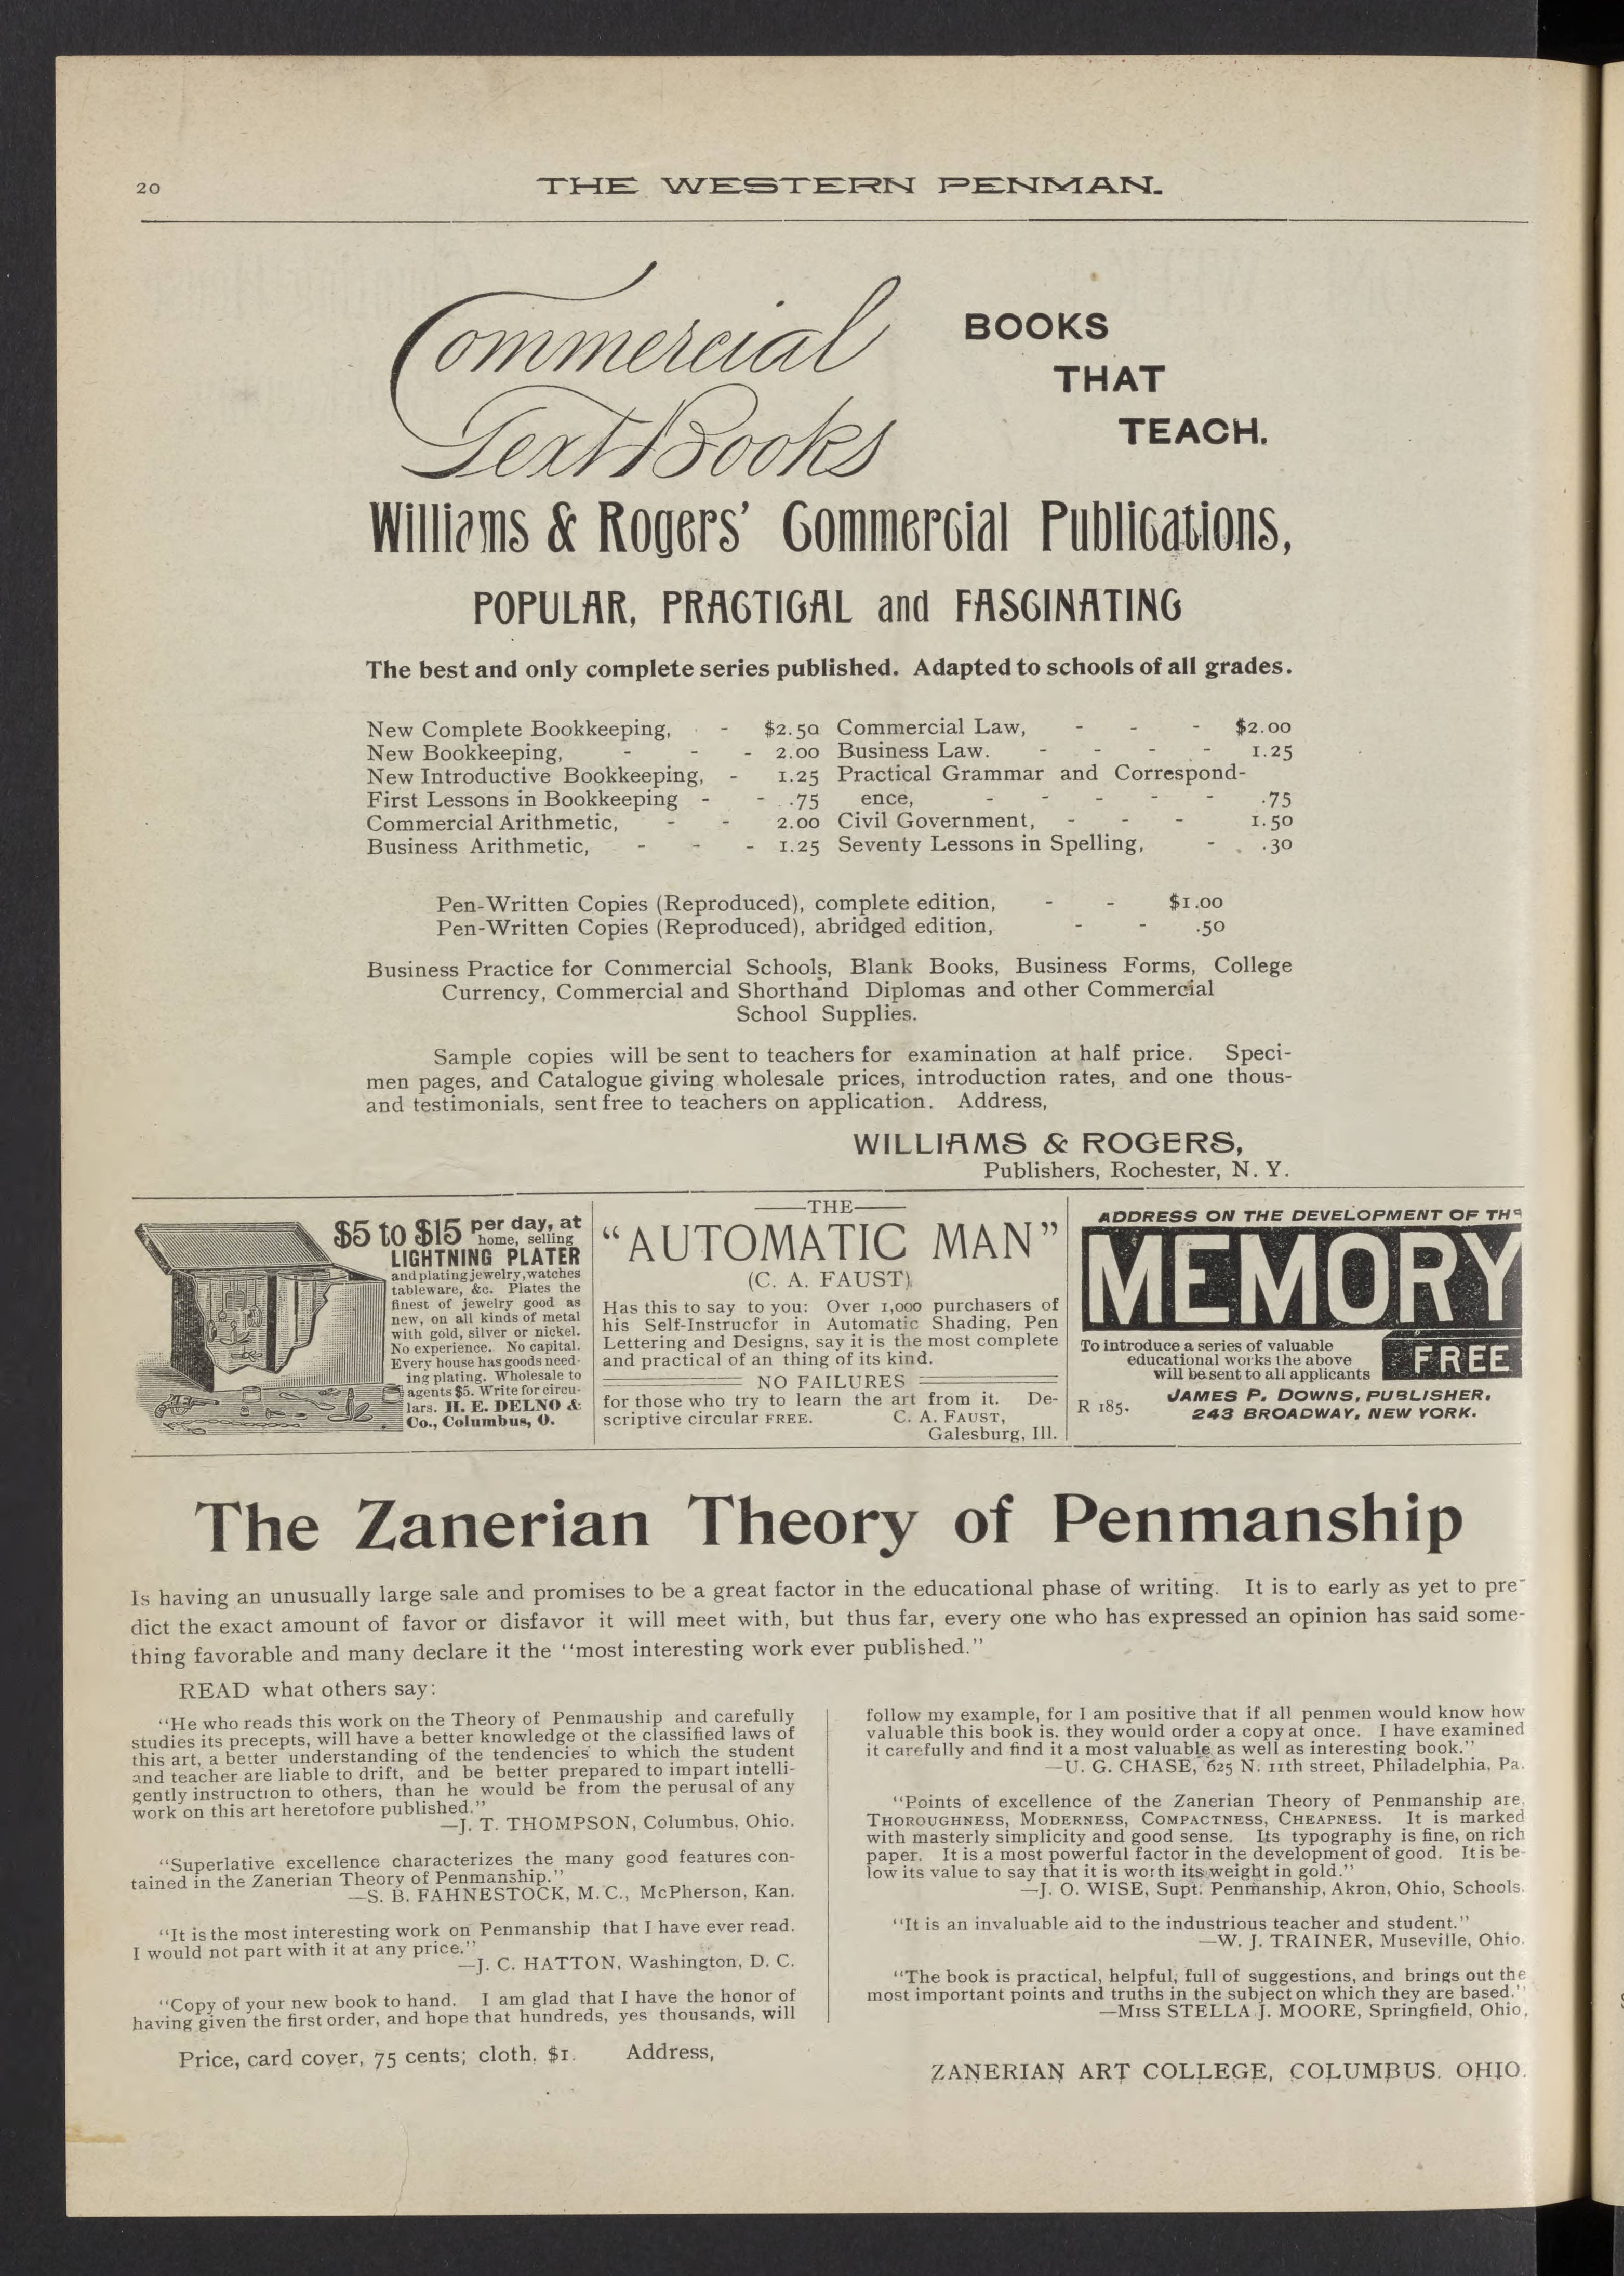 20
THE WESTERN PENMAN.
Commercial
Text Books
BOOKS
THAT
TEACH.
Williams & Rogers' Commercial Publications,
POPULAR, PRACTICAL and FASCINATING
The best and only complete series published. Adapted to schools of all grades.
New Complete Bookkeeping, - $2.50
New Bookkeeping, - - - 2.00
New Introductive Bookkeeping, - 1.25
First Lessons in Bookkeeping - - .75
Commercial Arithmetic, - - 2.00
Business Arithmetic, - - - 1.25
Commercial Law, - - - $2.00
Business Law. - - - - 1.25
Practical Grammar and Correspond-
ence, - - - - - .75
Civil Government, - - - 1.50
Seventy Lessons in Spelling, - .30
Pen-Written Copies (Reproduced), complete edition, - - $1.00
Pen-Written Copies (Reproduced), abridged edition, - - .50
Business Practice for Commercial Schools, Blank Books, Business Forms, College
Currency, Commercial and Shorthand Diplomas and other Commercial
School Supplies.
Sample copies will be sent to teachers for examination at half price. Speci-
men pages, and Catalogue giving wholesale prices, introduction rates, and one thous-
and testimonials, sent free to teachers on application. Address,
WILLIAMS & ROGERS,
Publishers, Rochester, N. Y.
$5 to $15 per day, at
home, selling
LIGHTNING PLATER
and plating jewelry, watches
tableware, &c. Plates the
finest of jewelry good as
new, on all kinds of metal
with gold, silver or nickel.
No experience. No capital.
Every house has goods need-
ing plating. Wholesale to
agents $5. Write for circu-
lars. H. E. DELNO &
Co., Columbus, O.
THE
"AUTOMATIC MAN"
(C. A. FAUST)
Has this to say to you: Over 1,000 purchasers of
his Self-Instrucfor in Automatic Shading, Pen
Lettering and Designs, say it is the most complete
and practical of an thing of its kind.
NO FAILURES
for those who try to learn the art from it. De-
scriptive circular FREE. C. A. FAUST,
Galesburg, Ill.
ADDRESS ON THE DEVELOPMENT OF THE
MEMORY
To introduce a series of valuable
educational works the above
will be sent to all applicants
FREE
R 185.
JAMES P. DOWNS, PUBLISHER,
243 BROADWAY, NEW YORK.
The Zanerian Theory of Penmanship
Is having an unusually large sale and promises to be a great factor in the educational phase of writing. It is to early as yet to pre-
dict the exact amount of favor or disfavor it will meet with, but thus far, every one who has expressed an opinion has said some-
thing favorable and many declare it the "most interesting work ever published."
READ what others say:
"He who reads this work on the Theory of Penmauship and carefully
studies its precepts, will have a better knowledge ot the classified laws of
this art, a better understanding of the tendencies to which the student
and teacher are liable to drift, and be better prepared to impart intelli-
gently instruction to others, than he would be from the perusal of any
work on this art heretofore published."
—J. T. THOMPSON, Columbus, Ohio.
"Superlative excellence characterizes the many good features con-
tained in the Zanerian Theory of Penmanship."
—S. B. FAHNESTOCK, M. C., McPherson, Kan.
"It is the most interesting work on Penmanship that I have ever read.
I would not part with it at any price."
—J. C. HATTON, Washington, D. C.
"Copy of your new book to hand. I am glad that I have the honor of
having given the first order, and hope that hundreds, yes thousands, will
follow my example, for I am positive that if all penmen would know how
valuable this book is. they would order a copy at once. I have examined
it carefully and find it a most valuable as well as interesting book."
—U. G. CHASE, 625 N. 11th street, Philadelphia, Pa.
"Points of excellence of the Zanerian Theory of Penmanship are,
THOROUGHNESS, MODERNESS, COMPACTNESS, CHEAPNESS. It is marked
with masterly simplicity and good sense. Its typography is fine, on rich
paper. It is a most powerful factor in the development of good. It is be-
low its value to say that it is worth its weight in gold."
—J. O. WISE, Supt. Penmanship, Akron, Ohio, Schools.
"It is an invaluable aid to the industrious teacher and student."
—W. J. TRAINER, Museville, Ohio.
"The book is practical, helpful, full of suggestions, and brings out the
most important points and truths in the subject on which they are based."
—MISS STELLA J. MOORE, Springfield, Ohio,
Price, card cover, 75 cents; cloth. $1. Address,
ZANERIAN ART COLLEGE, COLUMBUS. OHIO.